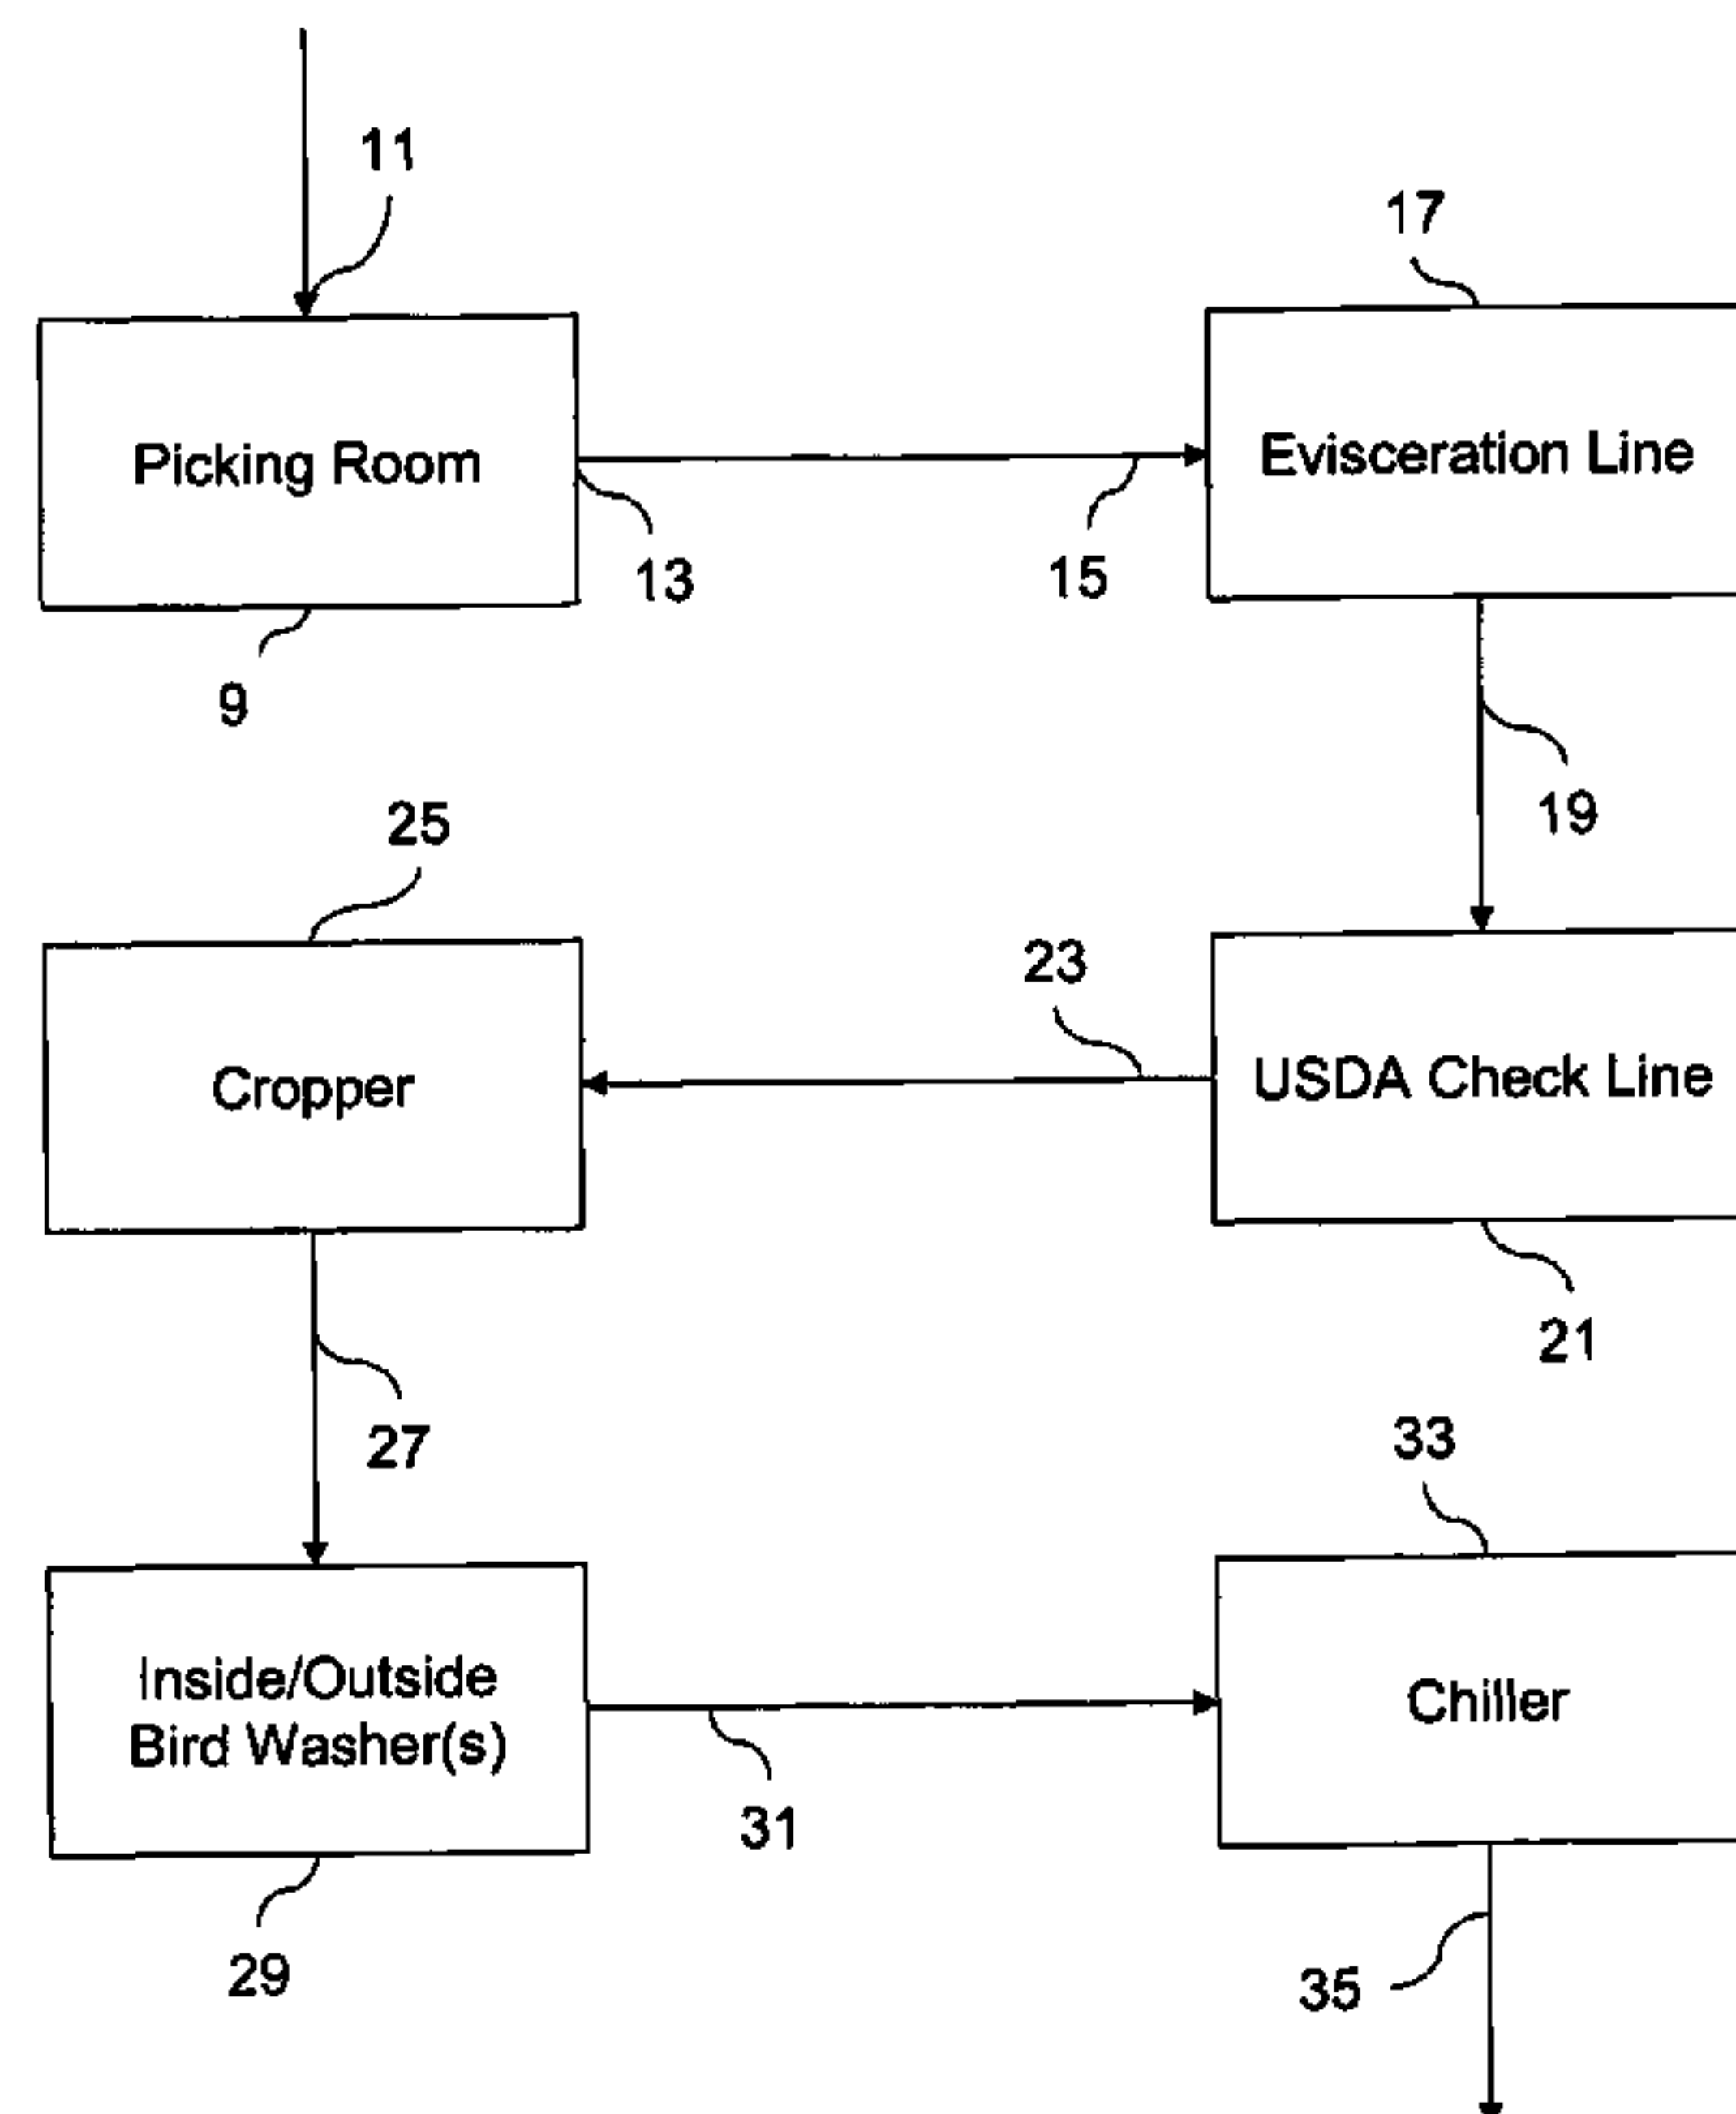 11
17
Picking Room
Evisceration Line
13
15
9
19
25
23
Cropper
USDA Check Line
21
27
33
Inside/Outside
Bird Washer(s)
Chiller
31
29
35